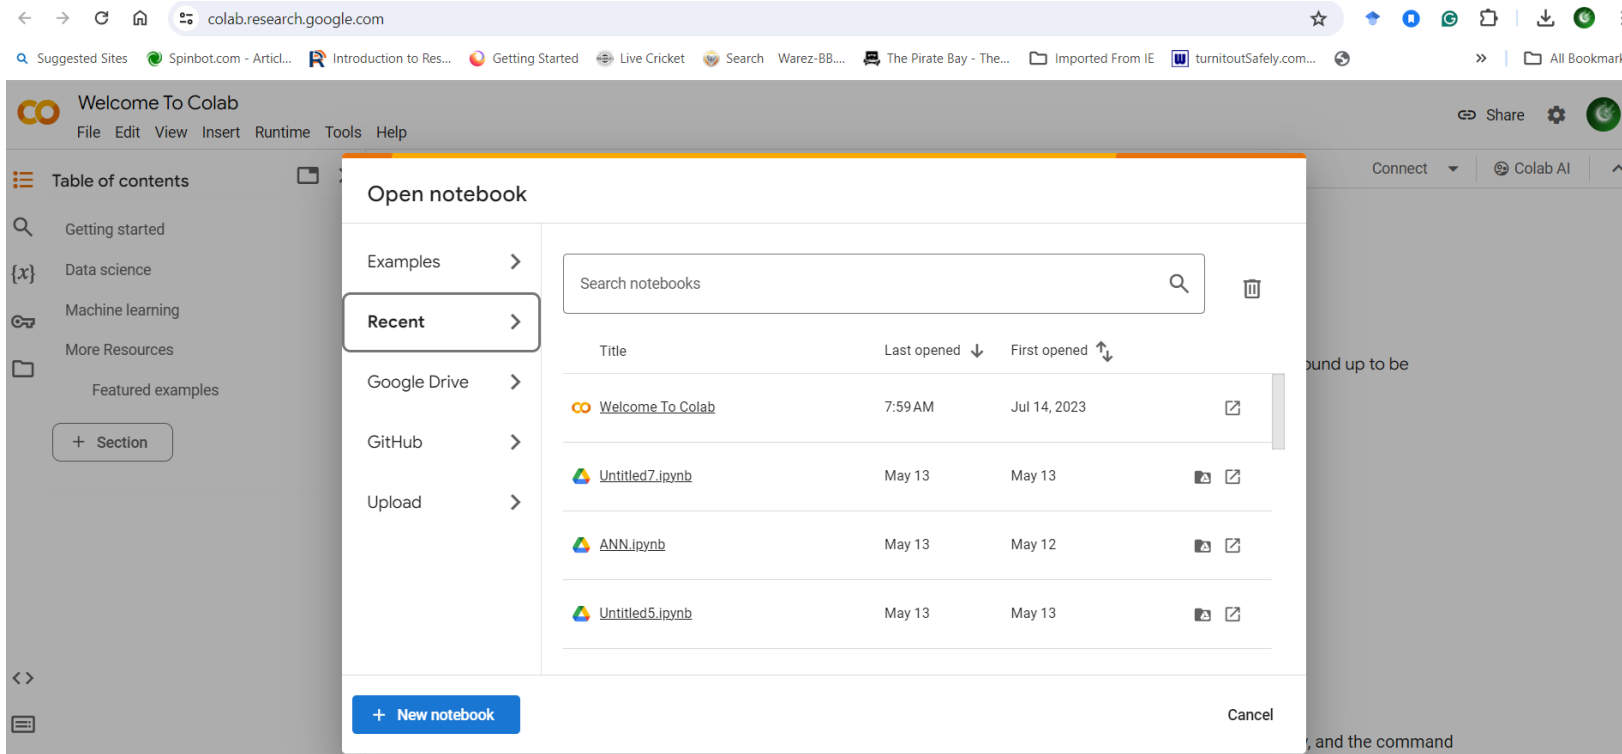 colab.research.google.com
Suggested Sites Spinbot.com - Articl... Introduction to Res... Getting Started Live Cricket Search Warez-BB.... The Pirate Bay - The... Imported From IE turnitoutSafely.com... » All Bookmark
CO Welcome To Colab
File Edit View Insert Runtime Tools Help
Share
Table of contents
Connect Colab AI
Open notebook
Getting started
Data science
{x}
Machine learning
More Resources
Featured examples
+ Section
Examples
Recent
Google Drive
GitHub
Upload
Search notebooks
Title Last opened First opened
Welcome To Colab 7:59 AM Jul 14, 2023
Untitled7.ipynb May 13 May 13
ANN.ipynb May 13 May 12
Untitled5.ipynb May 13 May 13
ound up to be
+ New notebook Cancel
, and the command